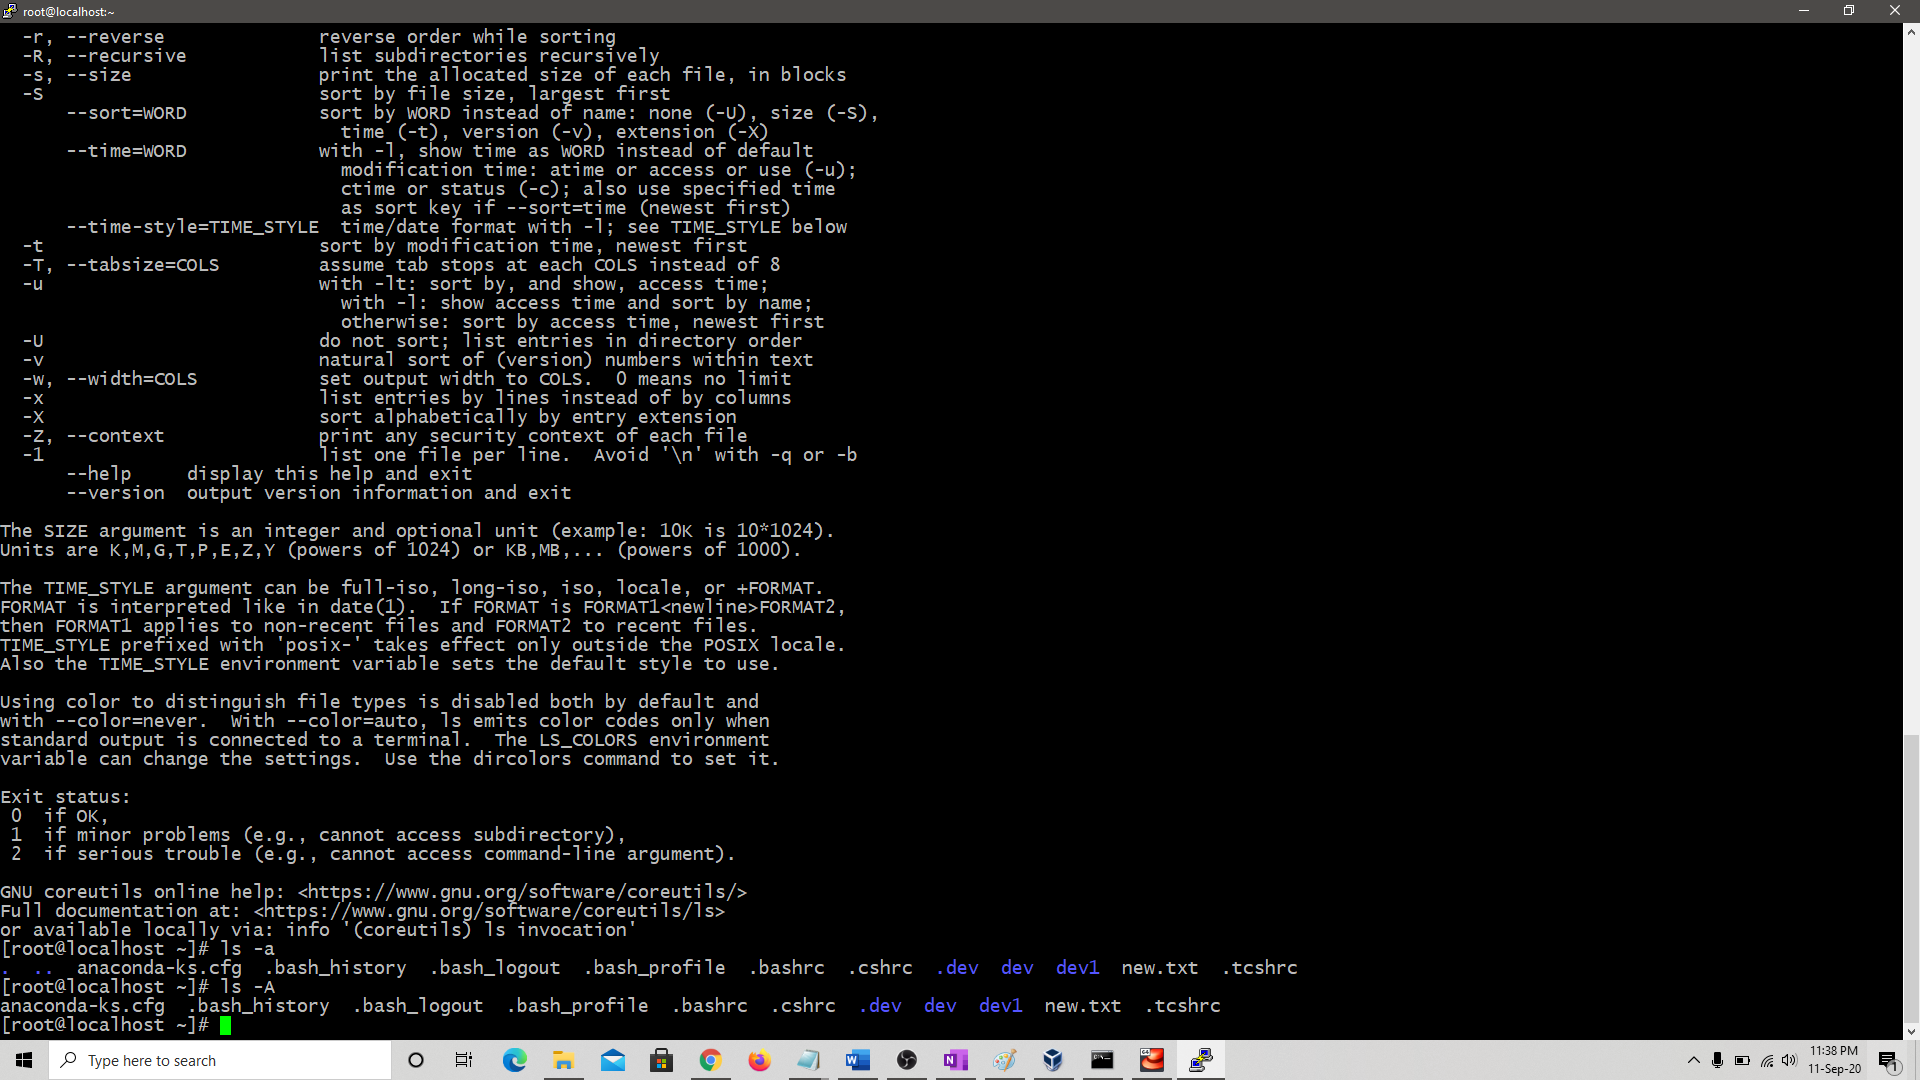 root@localhost:~
  -r, --reverse              reverse order while sorting
  -R, --recursive            list subdirectories recursively
  -s, --size                 print the allocated size of each file, in blocks
  -S                         sort by file size, largest first
      --sort=WORD            sort by WORD instead of name: none (-U), size (-S),
                               time (-t), version (-v), extension (-X)
      --time=WORD            with -l, show time as WORD instead of default
                               modification time: atime or access or use (-u);
                               ctime or status (-c); also use specified time
                               as sort key if --sort=time (newest first)
      --time-style=TIME_STYLE  time/date format with -l; see TIME_STYLE below
  -t                         sort by modification time, newest first
  -T, --tabsize=COLS         assume tab stops at each COLS instead of 8
  -u                         with -lt: sort by, and show, access time;
                               with -l: show access time and sort by name;
                               otherwise: sort by access time, newest first
  -U                         do not sort; list entries in directory order
  -v                         natural sort of (version) numbers within text
  -w, --width=COLS           set output width to COLS.  0 means no limit
  -x                         list entries by lines instead of by columns
  -X                         sort alphabetically by entry extension
  -Z, --context              print any security context of each file
  -1                         list one file per line.  Avoid '\n' with -q or -b
      --help     display this help and exit
      --version  output version information and exit

The SIZE argument is an integer and optional unit (example: 10K is 10*1024).
Units are K,M,G,T,P,E,Z,Y (powers of 1024) or KB,MB,... (powers of 1000).

The TIME_STYLE argument can be full-iso, long-iso, iso, locale, or +FORMAT.
FORMAT is interpreted like in date(1).  If FORMAT is FORMAT1<newline>FORMAT2,
then FORMAT1 applies to non-recent files and FORMAT2 to recent files.
TIME_STYLE prefixed with 'posix-' takes effect only outside the POSIX locale.
Also the TIME_STYLE environment variable sets the default style to use.

Using color to distinguish file types is disabled both by default and
with --color=never.  With --color=auto, ls emits color codes only when
standard output is connected to a terminal.  The LS_COLORS environment
variable can change the settings.  Use the dircolors command to set it.

Exit status:
 0  if OK,
 1  if minor problems (e.g., cannot access subdirectory),
 2  if serious trouble (e.g., cannot access command-line argument).

GNU coreutils online help: <https://www.gnu.org/software/coreutils/>
Full documentation at: <https://www.gnu.org/software/coreutils/ls>
or available locally via: info '(coreutils) ls invocation'
[root@localhost ~]# ls -a
.  ..  anaconda-ks.cfg  .bash_history  .bash_logout  .bash_profile  .bashrc  .cshrc  .dev  dev  dev1  new.txt  .tcshrc
[root@localhost ~]# ls -A
anaconda-ks.cfg  .bash_history  .bash_logout  .bash_profile  .bashrc  .cshrc  .dev  dev  dev1  new.txt  .tcshrc
[root@localhost ~]#
Type here to search
11:38 PM
11-Sep-20
1